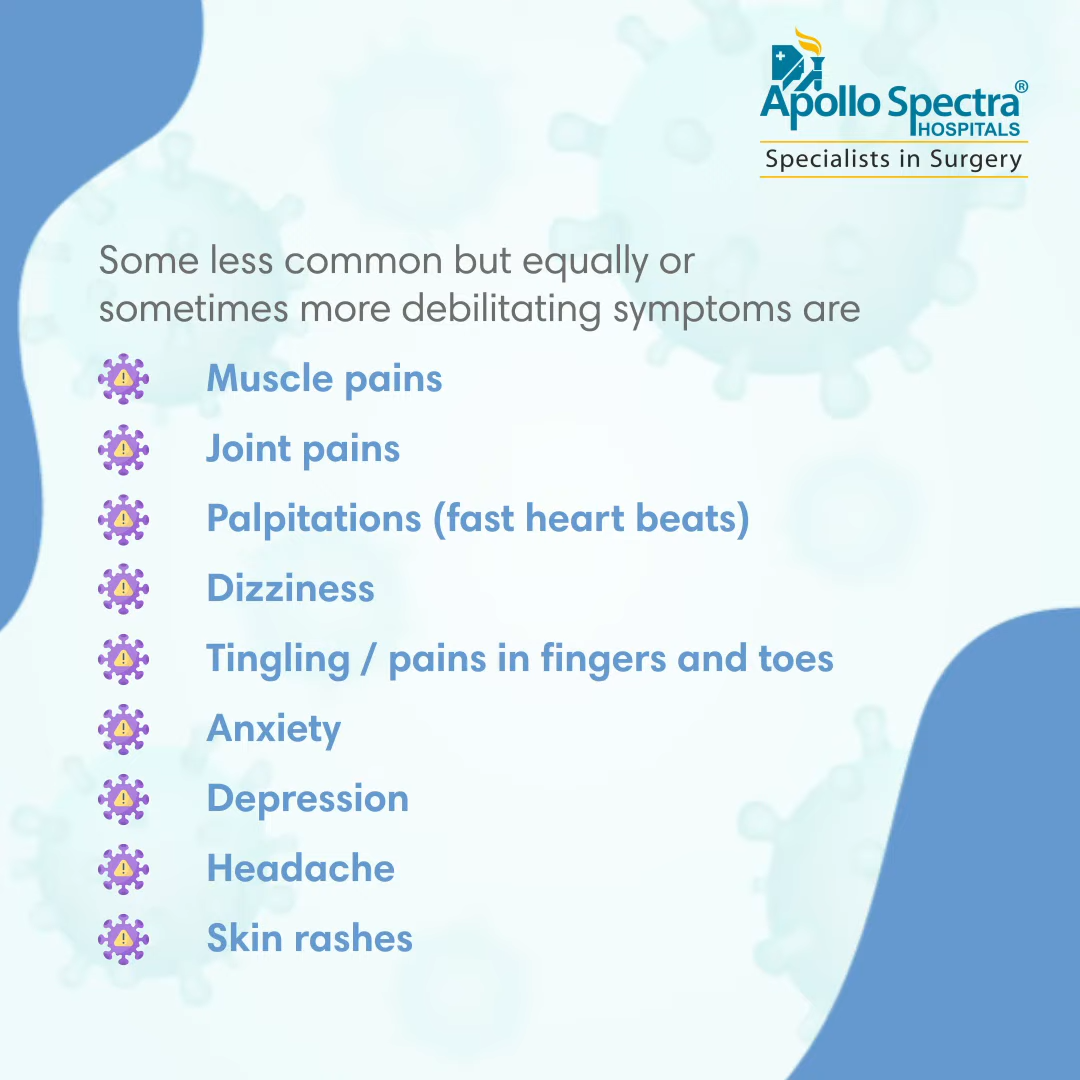 Apollo Spectra®
HOSPITALS
Specialists in Surgery
Some less common but equally or
sometimes more debilitating symptoms are
Muscle pains
Joint pains
Palpitations (fast heart beats)
Dizziness
Tingling / pains in fingers and toes
Anxiety
Depression
Headache
Skin rashes